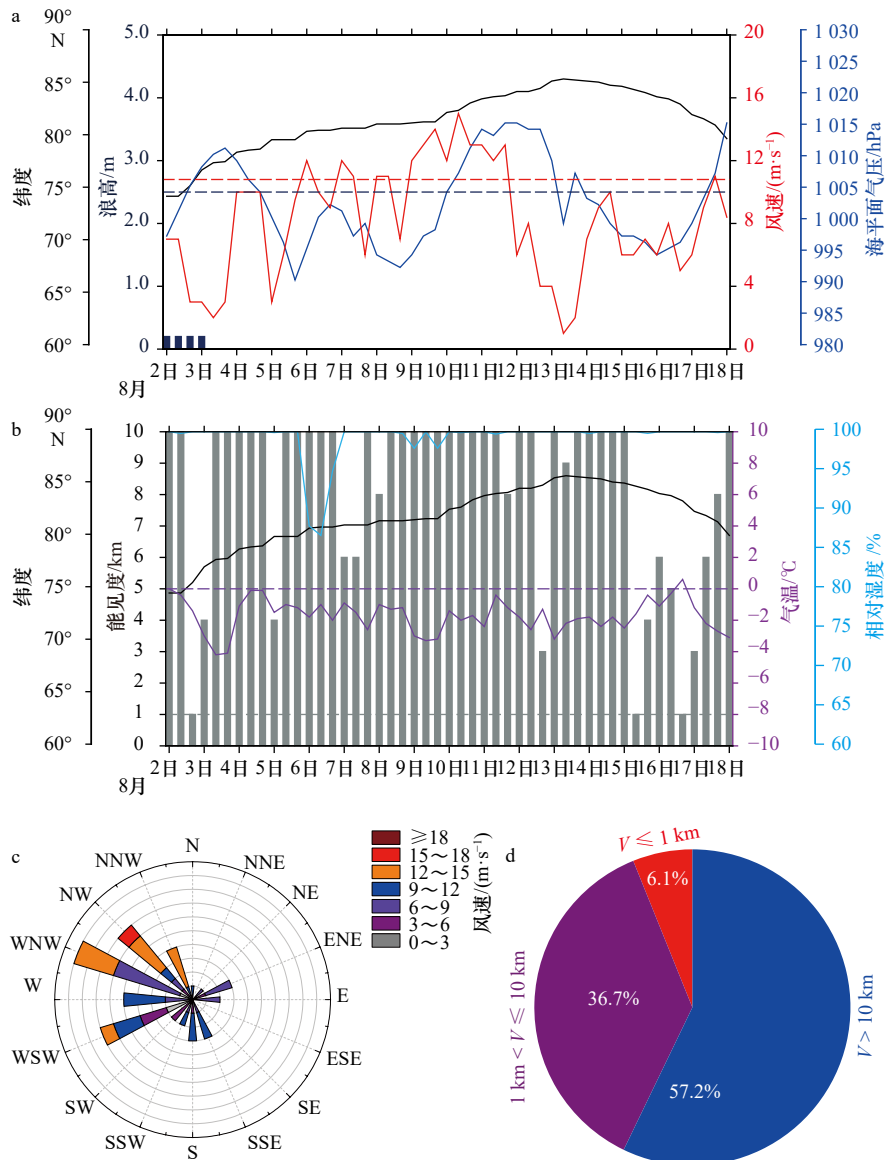 a
90°
N
85°
80°
75°
70°
65°
60°
纬度
5.0
4.0
3.0
2.0
1.0
0
浪高/m
20
16
12
8
4
0
风速/(m·s⁻¹)
1 030
1 025
1 020
1 015
1 010
1 005
1 000
995
990
985
980
海平面气压/hPa
2日 3日 4日 5日 6日 7日 8日 9日 10日 11日 12日 13日 14日 15日 16日 17日 18日
8月
b
90°
N
85°
80°
75°
70°
65°
60°
纬度
10
9
8
7
6
5
4
3
2
1
0
能见度/km
10
8
6
4
2
0
−2
−4
−6
−8
−10
气温/℃
100
95
90
85
80
75
70
65
60
相对湿度/%
2日 3日 4日 5日 6日 7日 8日 9日 10日 11日 12日 13日 14日 15日 16日 17日 18日
8月
c
N
NNE
NE
ENE
E
ESE
SE
SSE
S
SSW
SW
WSW
W
WNW
NW
NNW
≥18
15～18
12～15
9～12
6～9
3～6
0～3
风速/(m·s⁻¹)
d
V ≤ 1 km
6.1%
1 km < V ≤ 10 km
36.7%
57.2%
V > 10 km